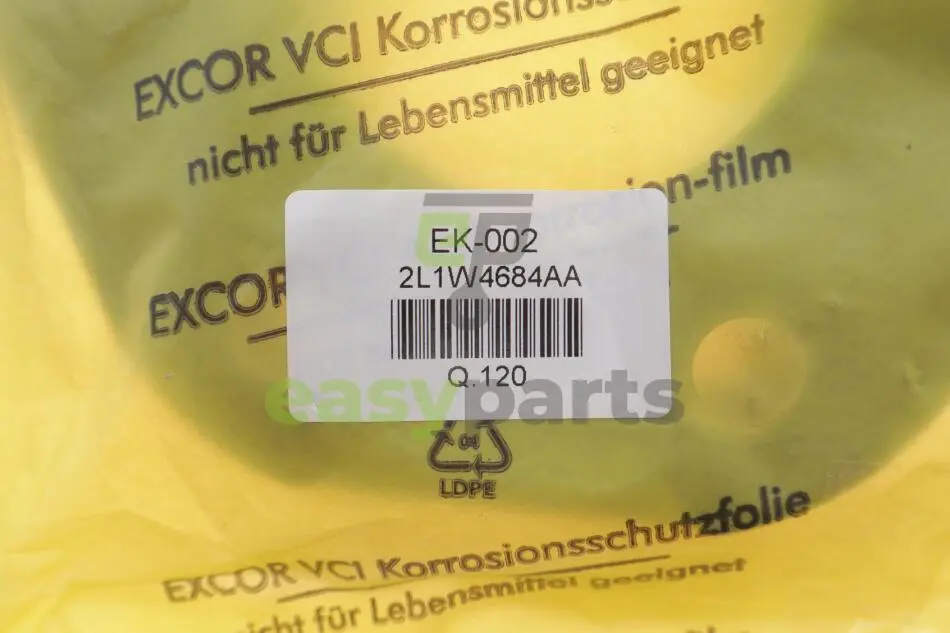 EXCOR VCI Korrosionss
nicht für Lebensmittel geeignet
ion-film
EK-002
2L1W4684AA
EXCOR
Q.120
easyparts
04
LDPE
EXCOR VCI Korrosionsschutzfolie
nicht für Lebensmittel geeignet